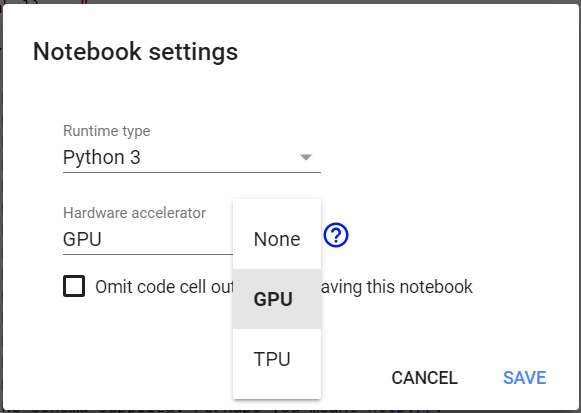 Notebook settings
Runtime type
Python 3
Hardware accelerator
GPU
None
Omit code cell out aving this notebook
GPU
TPU
CANCEL SAVE